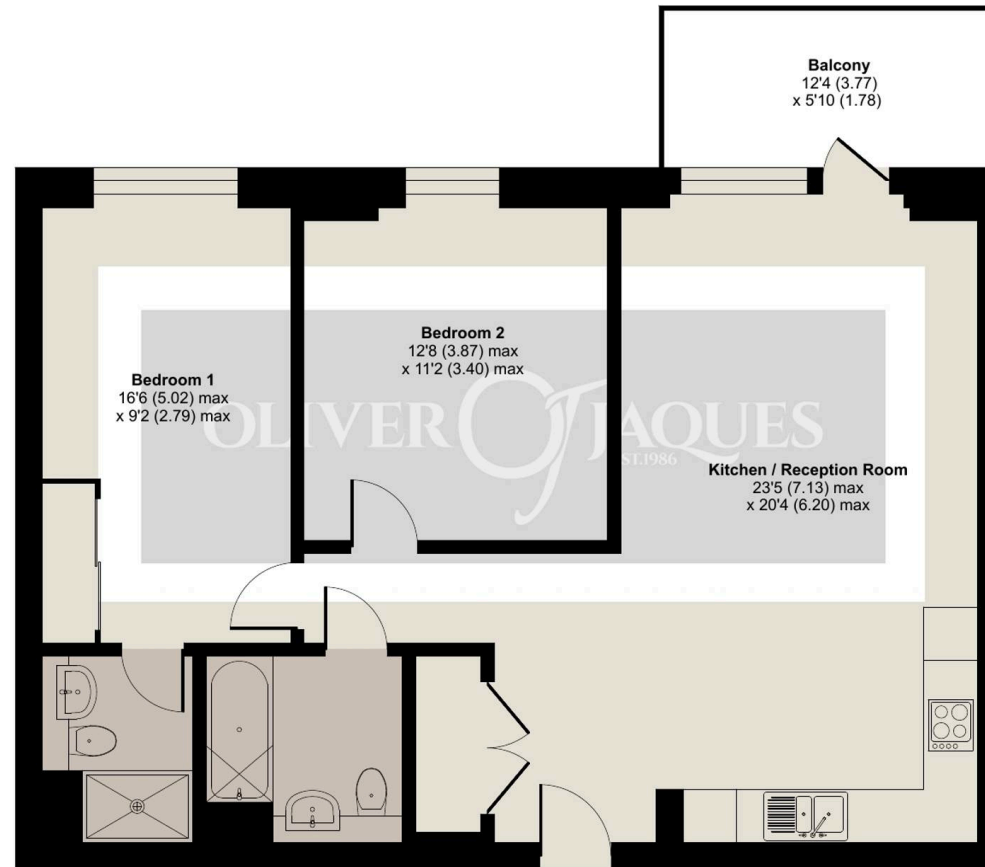 Balcony
12'4 (3.77)
x 5'10 (1.78)
Bedroom 2
12'8 (3.87) max
x 11'2 (3.40) max
Bedroom 1
16'6 (5.02) max
x 9'2 (2.79) max
OLIVER OJ JAQUES
EST.1986
Kitchen / Reception Room
23'5 (7.13) max
x 20'4 (6.20) max